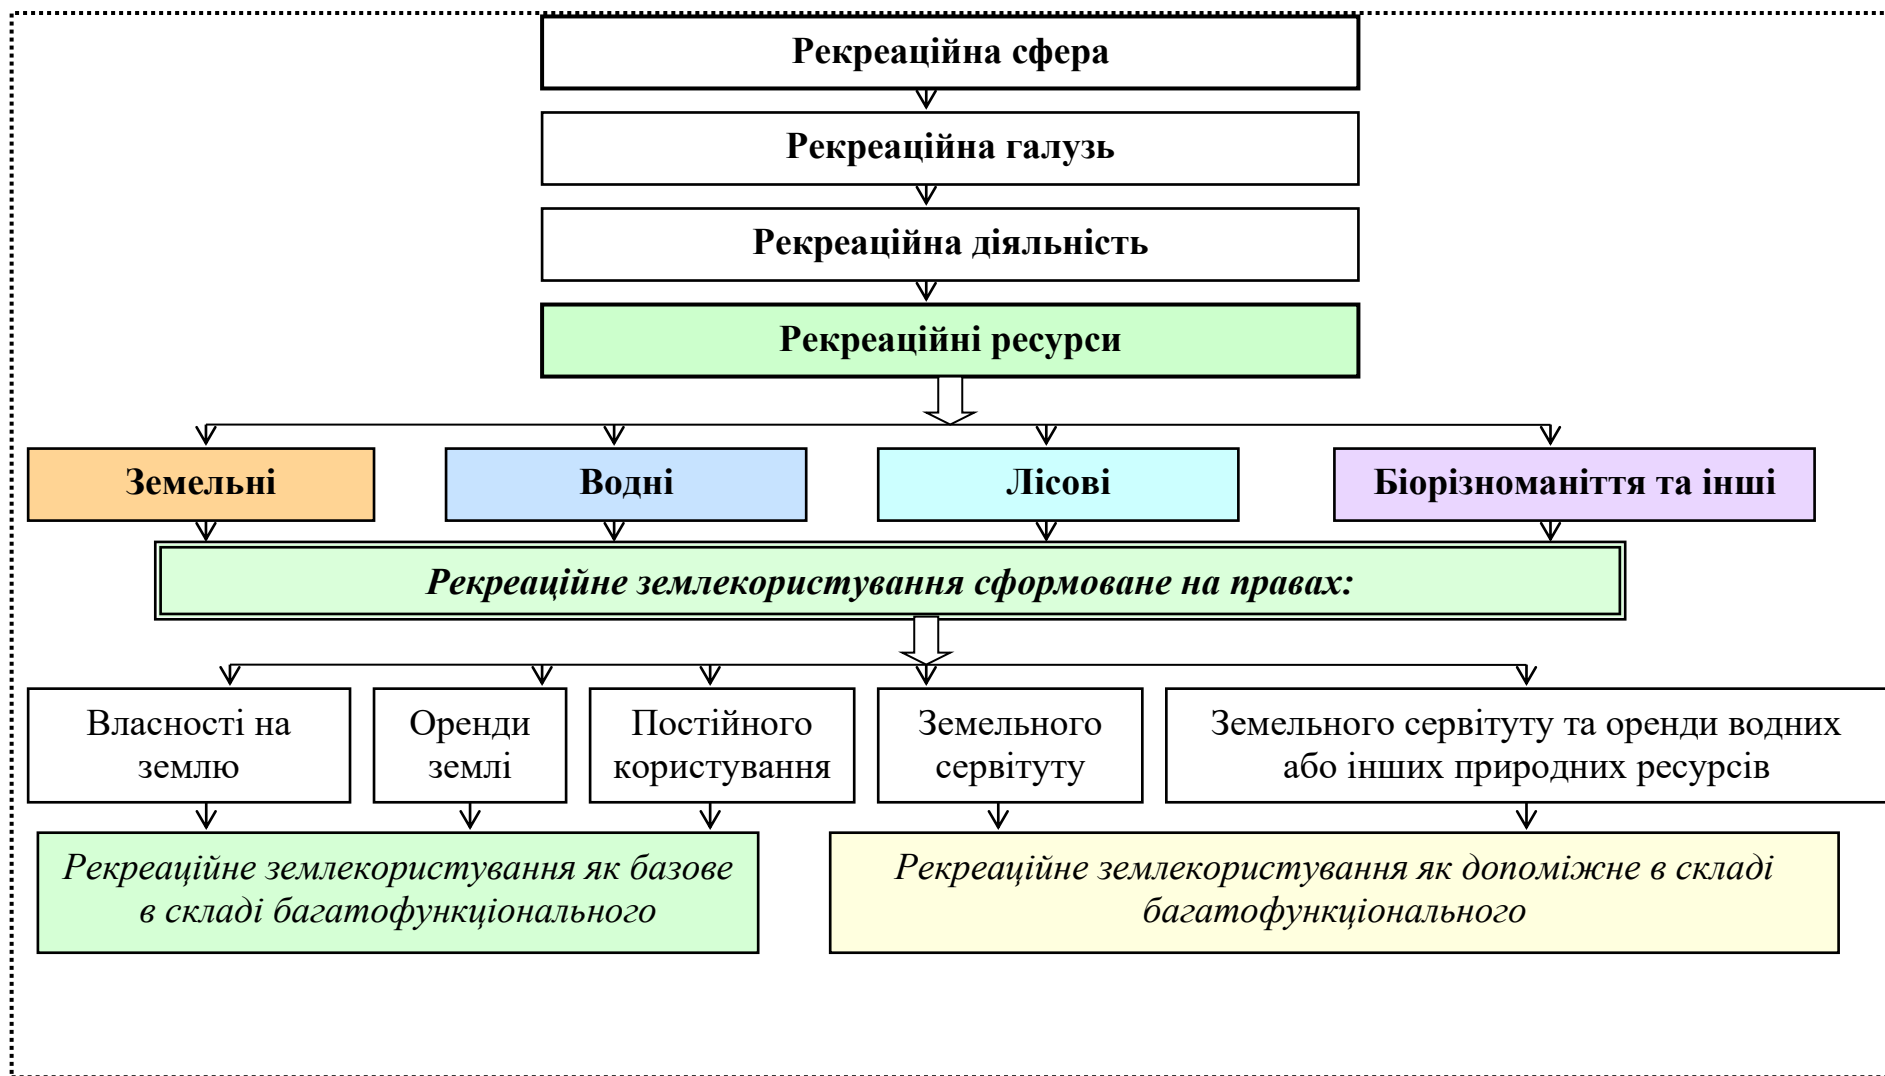 Рекреаційна сфера
Рекреаційна галузь
Рекреаційна діяльність
Рекреаційні ресурси
Земельні
Водні
Лісові
Біорізноманіття та інші
Рекреаційне землекористування сформоване на правах:
Власності на
землю
Оренди
землі
Постійного
користування
Земельного
сервітуту
Земельного сервітуту та оренди водних
або інших природних ресурсів
Рекреаційне землекористування як базове
в складі багатофункціонального
Рекреаційне землекористування як допоміжне в складі
багатофункціонального